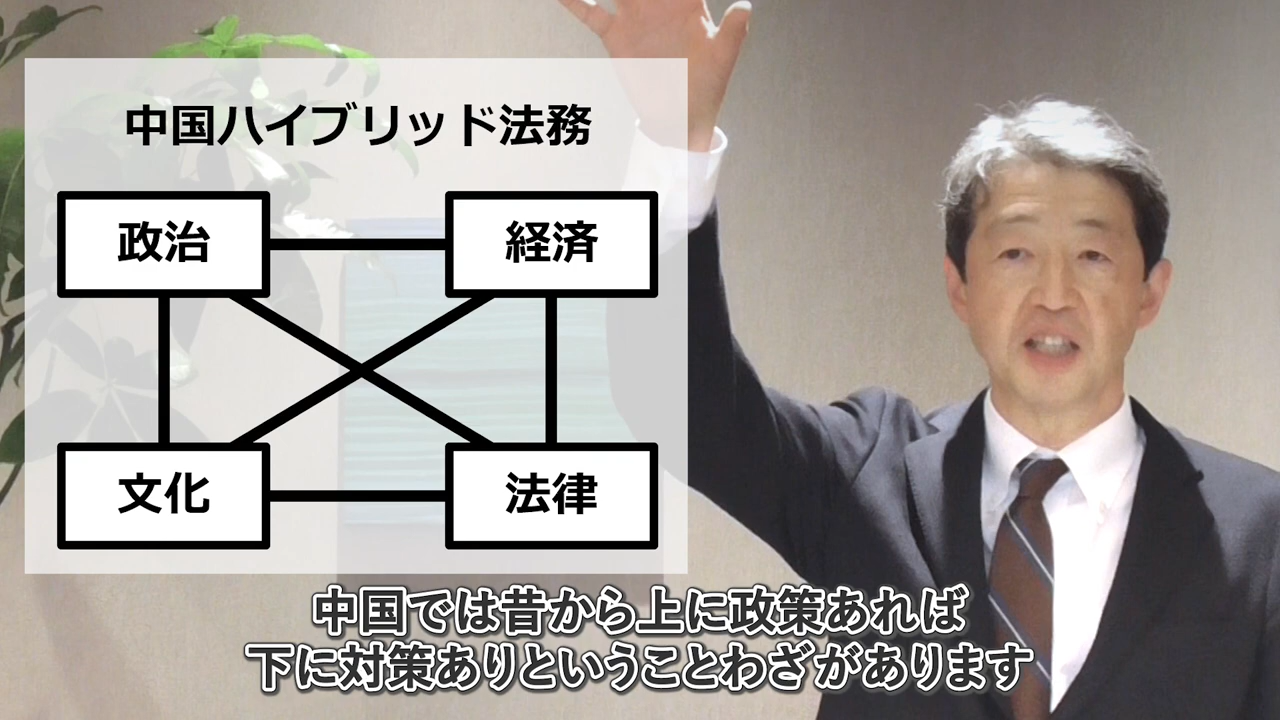 中国ハイブリッド法務
政治
経済
文化
法律
中国では昔から上に政策あれば
下に対策ありということわざがあります